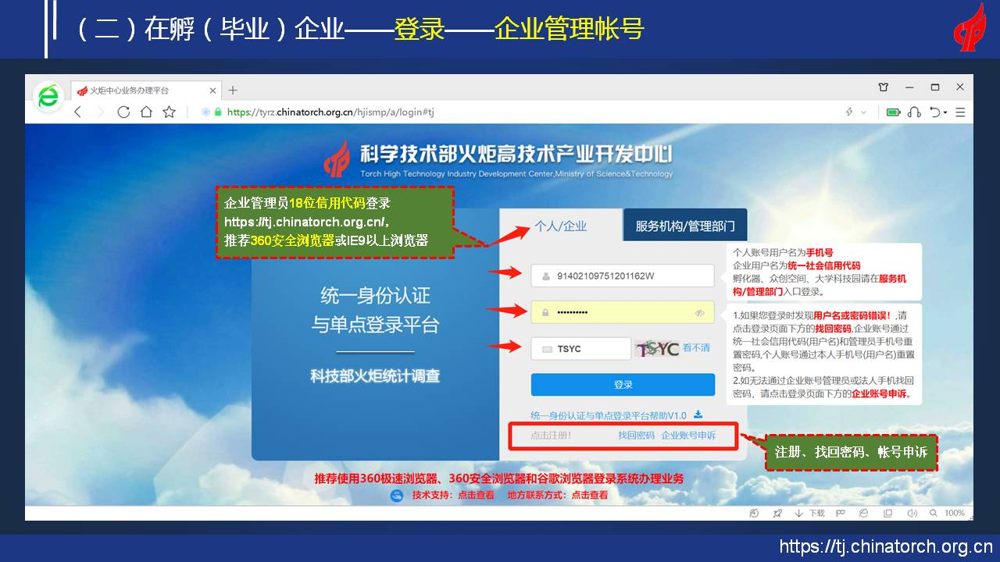 （二）在孵（毕业）企业——登录——企业管理帐号
火炬中心业务办理平台
https://tyrz.chinatorch.org.cn/hjismp/a/login#tj
科学技术部火炬高技术产业开发中心
Torch High Technology Industry Development Center,Ministry of Science&Technology
企业管理员18位信用代码登录
https://tj.chinatorch.org.cn/，
推荐360安全浏览器或IE9以上浏览器
个人/企业
服务机构/管理部门
统一身份认证
与单点登录平台
科技部火炬统计调查
91402109751201162W
••••••••••
TSYC
TSYC
看不清
登录
统一身份认证与单点登录平台帮助V1.0
点击注册！
找回密码 企业账号申诉
个人账号用户名为手机号
企业用户名为统一社会信用代码
孵化器、众创空间、大学科技园请在服务机
构/管理部门入口登录。
1.如果您登录时发现用户名或密码错误！,请
点击登录页面下方的找回密码,企业账号通过
统一社会信用代码(用户名)和管理员手机号重
置密码,个人账号通过本人手机号(用户名)重置
密码。
2.如无法通过企业账号管理员或法人手机找回
密码，请点击登录页面下方的企业账号申诉。
注册、找回密码、帐号申诉
推荐使用360极速浏览器、360安全浏览器和谷歌浏览器登录系统办理业务
技术支持：点击查看 地方联系方式：点击查看
下载
100%
https://tj.chinatorch.org.cn